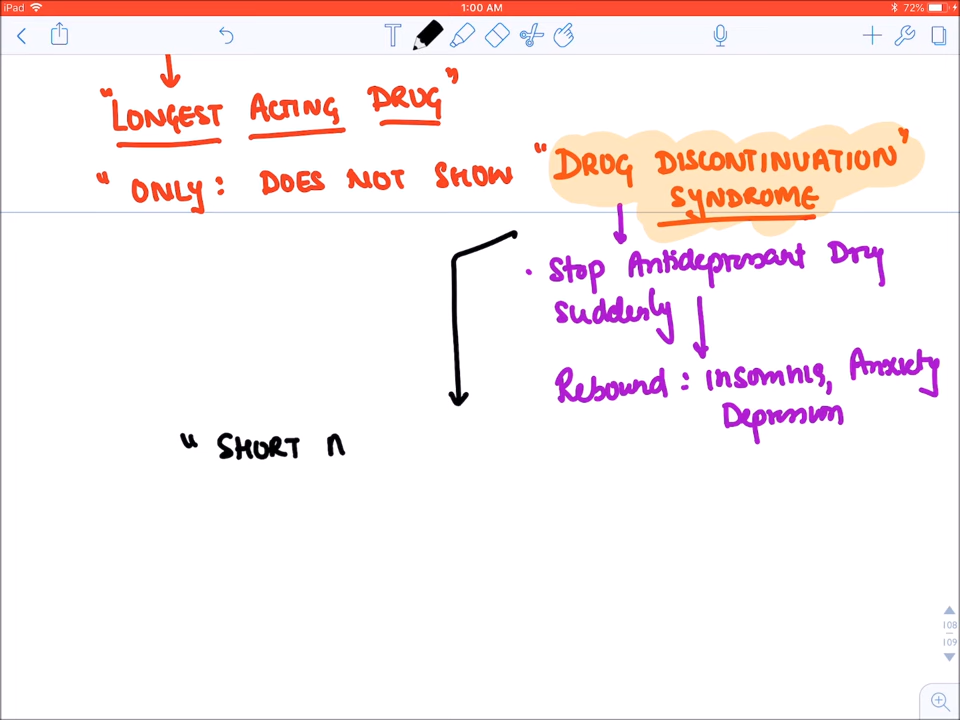 iPad 1:00 AM 72%
T
"LONGEST ACTING DRUG"
" ONLY: DOES NOT SHOW "DRUG DISCONTINUATION
SYNDROME"
• Stop Antidepressant Drug
Suddenly
Rebound : Insomnia, Anxiety
Depression
" SHORT n
108
109